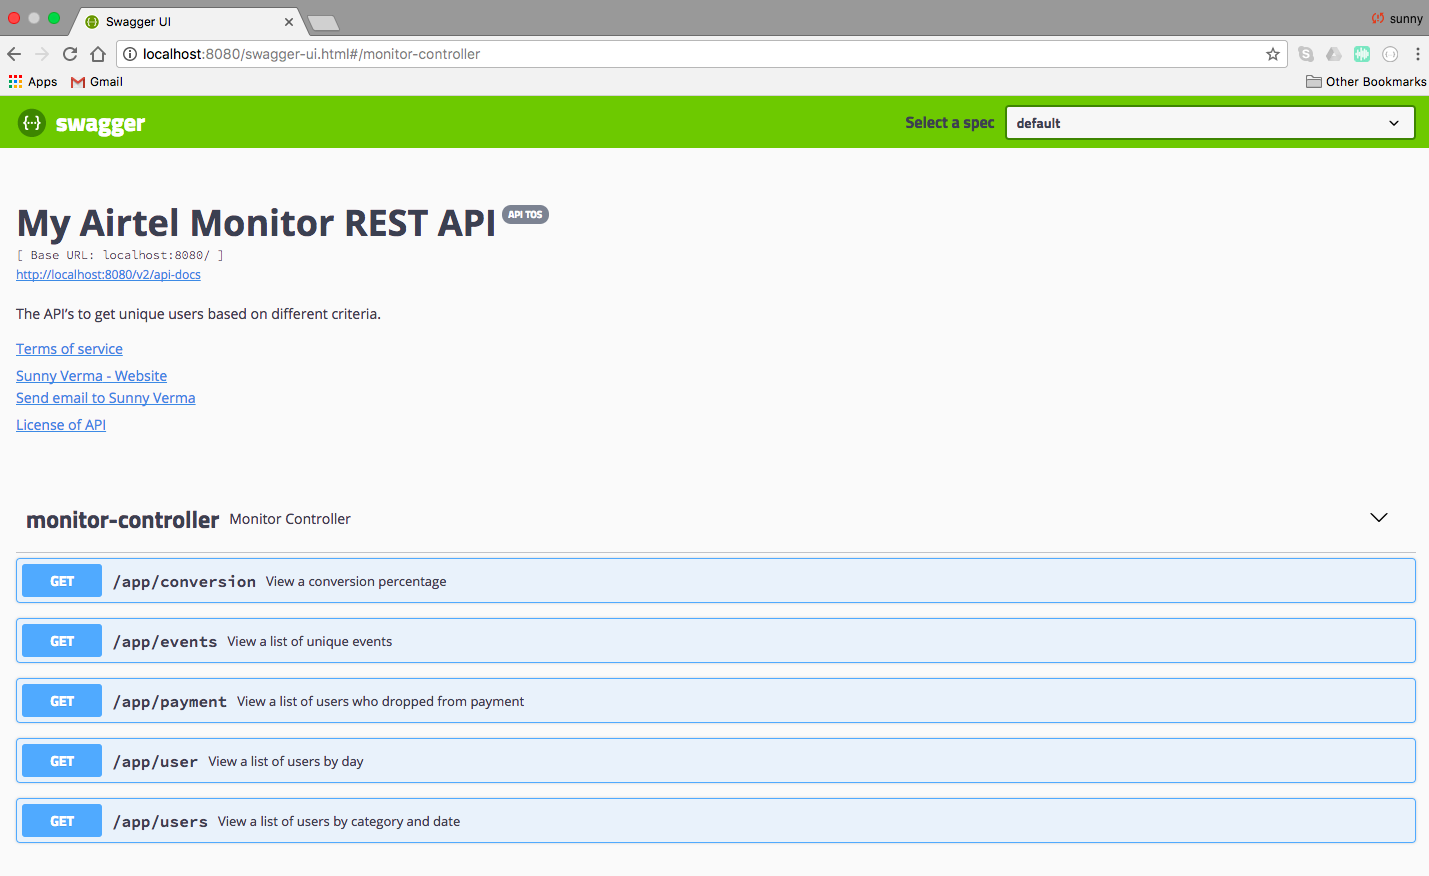 Swagger UI
sunny
localhost:8080/swagger-ui.html#/monitor-controller
Apps Gmail Other Bookmarks
{···} swagger Select a spec default
My Airtel Monitor REST API API TOS
[ Base URL: localhost:8080/ ]
http://localhost:8080/v2/api-docs
The API's to get unique users based on different criteria.
Terms of service
Sunny Verma - Website
Send email to Sunny Verma
License of API
monitor-controller Monitor Controller
GET /app/conversion View a conversion percentage
GET /app/events View a list of unique events
GET /app/payment View a list of users who dropped from payment
GET /app/user View a list of users by day
GET /app/users View a list of users by category and date